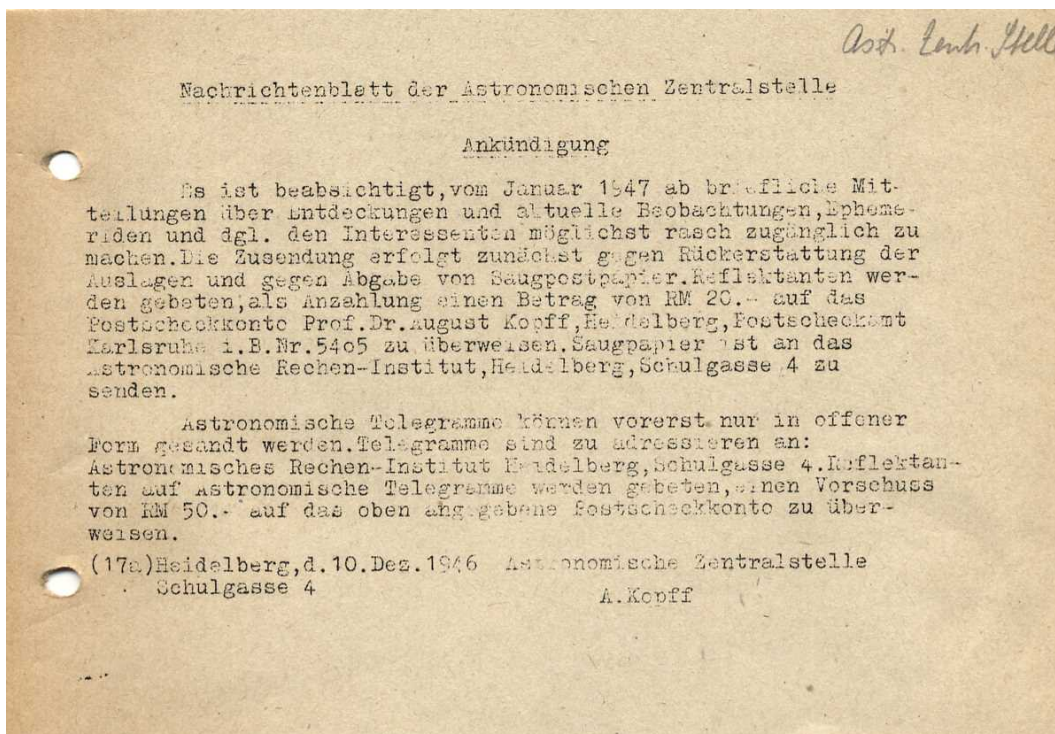 Astr. Zentr. Stell
Nachrichtenblatt der Astronomischen Zentralstelle
Ankündigung
Es ist beabsichtigt,vom Januar 1947 ab briefliche Mit-
teilungen über Entdeckungen und aktuelle Beobachtungen,Epheme-
riden und dgl. den Interessenten möglichst rasch zugänglich zu
machen.Die Zusendung erfolgt zunächst gegen Rückerstattung der
Auslagen und gegen Abgabe von Saugpostpapier.Reflektanten wer-
den gebeten,als Anzahlung einen Betrag von RM 20.- auf das
Postscheckkonto Prof.Dr.August Kopff,Heidelberg,Postscheckamt
Karlsruhe i.B.Nr.54o5 zu überweisen.Saugpapier ist an das
Astronomische Rechen-Institut,Heidelberg,Schulgasse 4 zu
senden.
Astronomische Telegramme können vorerst nur in offener
Form gesandt werden.Telegramme sind zu adressieren an:
Astronomisches Rechen-Institut Heidelberg,Schulgasse 4.Reflektan-
ten auf Astronomische Telegramme werden gebeten,einen Vorschuss
von RM 50.- auf das oben angegebene Postscheckkonto zu über-
weisen.
(17a)Heidelberg,d.10.Dez.1946 Astronomische Zentralstelle
Schulgasse 4 A.Kopff